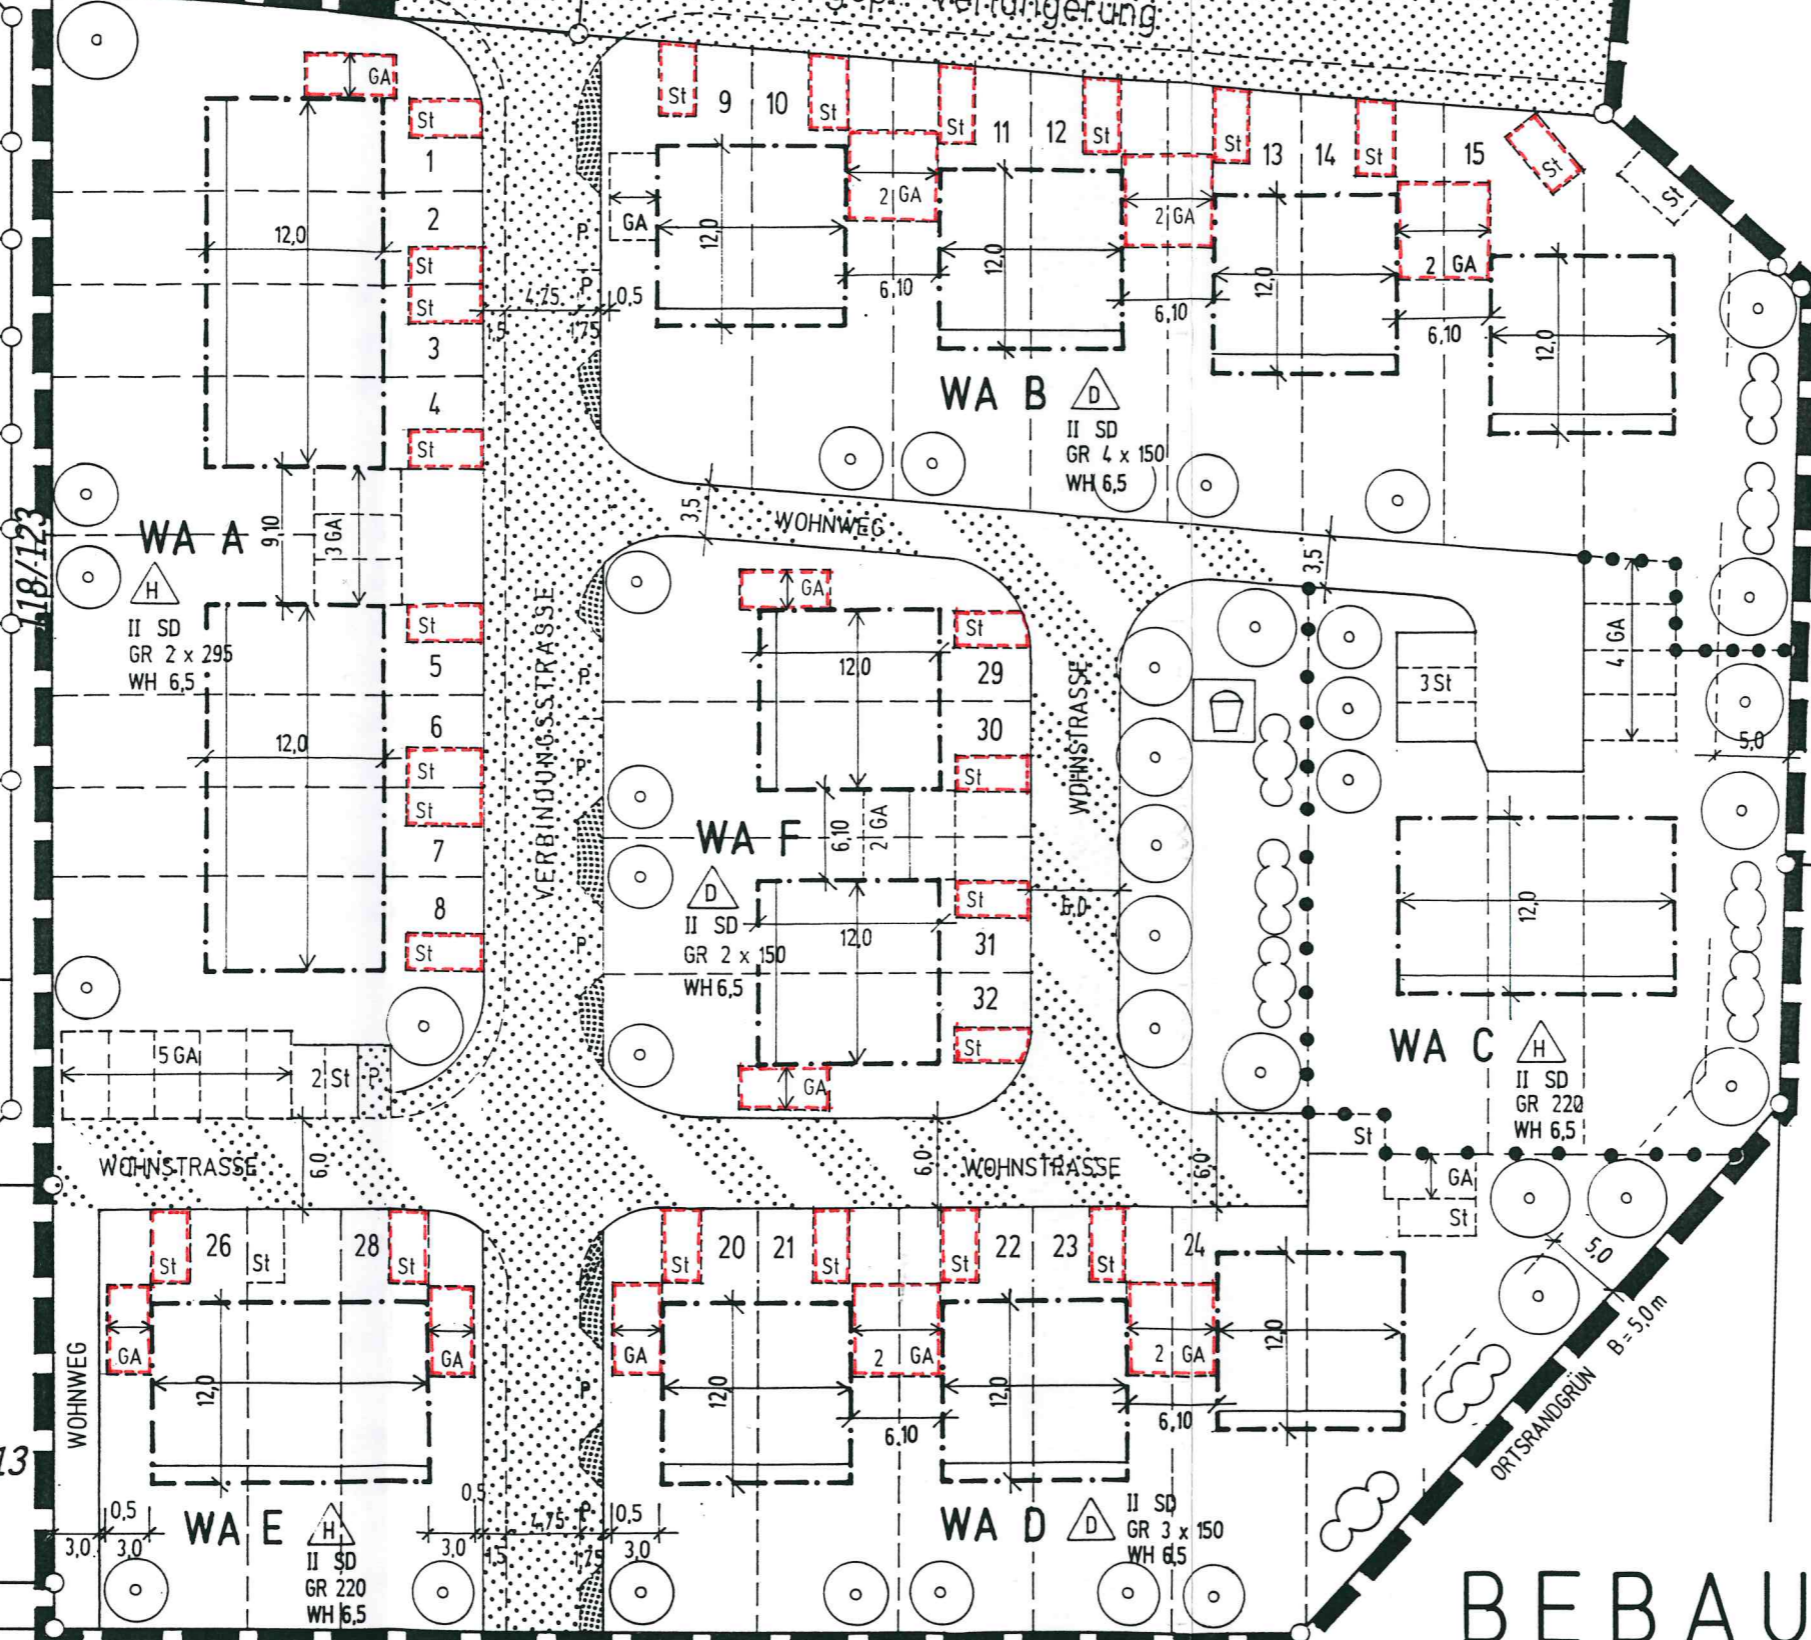 gepl. Verlängerung
GA
St
1
2
St
St
3
4
St
12,0
WA A
H
II SD
GR 2 x 295
WH 6,5
9,10
3 GA
118/123
St
5
6
St
St
7
8
St
12,0
5 GA
2 St
P
VERBINDUNGSSTRASSE
4,75
1,5
1,75
0,5
P
P
P
P
P
St
9
10
St
GA
12,0
2 GA
6,10
St
11
12
St
12,0
2 GA
6,10
St
13
14
St
12,0
2 GA
6,10
15
St
St
12,0
WA B
D
II SD
GR 4 x 150
WH 6,5
3,5
WOHNWEG
3,5
GA
St
12,0
29
30
St
WA F
6,10
2 GA
D
II SD
GR 2 x 150
WH 6,5
St
12,0
31
32
St
GA
WOHNSTRASSE
6,0
3 St
4 GA
5,0
12,0
WA C
H
II SD
GR 220
WH 6,5
St
GA
St
WOHNSTRASSE
6,0
6,0
WOHNSTRASSE
6,0
St
26
St
28
St
GA
12,0
GA
WOHNWEG
13
WA E
H
II SD
GR 220
WH 6,5
0,5
3,0
3,0
0,5
3,0
1,5
4,75
1,75
P
P
0,5
3,0
St
20
21
St
GA
12,0
2 GA
6,10
St
22
23
St
12,0
2 GA
6,10
24
12,0
WA D
D
II SD
GR 3 x 150
WH 6,5
5,0
ORTSRANDGRÜN B = 5,0 m
BEBAU